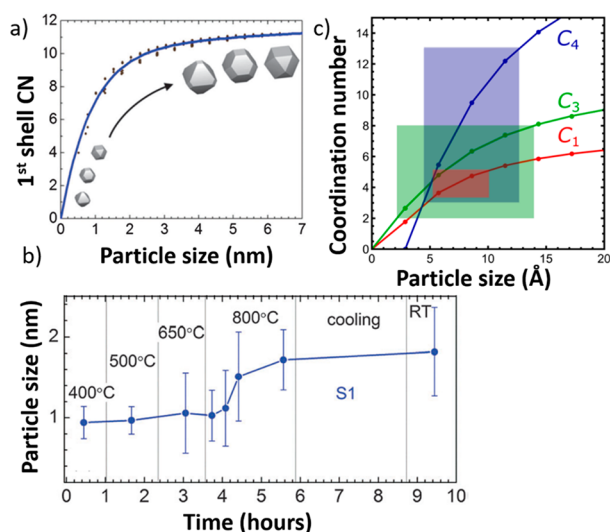 a)
1st shell CN
12
10
8
6
4
2
0
0 1 2 3 4 5 6 7
Particle size (nm)
c)
Coordination number
14
12
10
8
6
4
2
0
C4
C3
C1
0 5 10 15 20
Particle size (Å)
b)
Particle size (nm)
2
1
400°C
500°C
650°C
800°C
cooling
RT
S1
0 1 2 3 4 5 6 7 8 9 10
Time (hours)